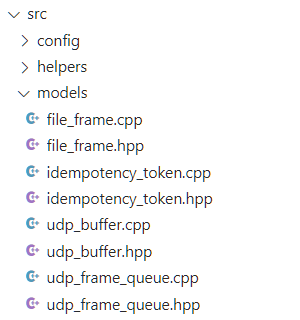 src
config
helpers
models
file_frame.cpp
file_frame.hpp
idempotency_token.cpp
idempotency_token.hpp
udp_buffer.cpp
udp_buffer.hpp
udp_frame_queue.cpp
udp_frame_queue.hpp